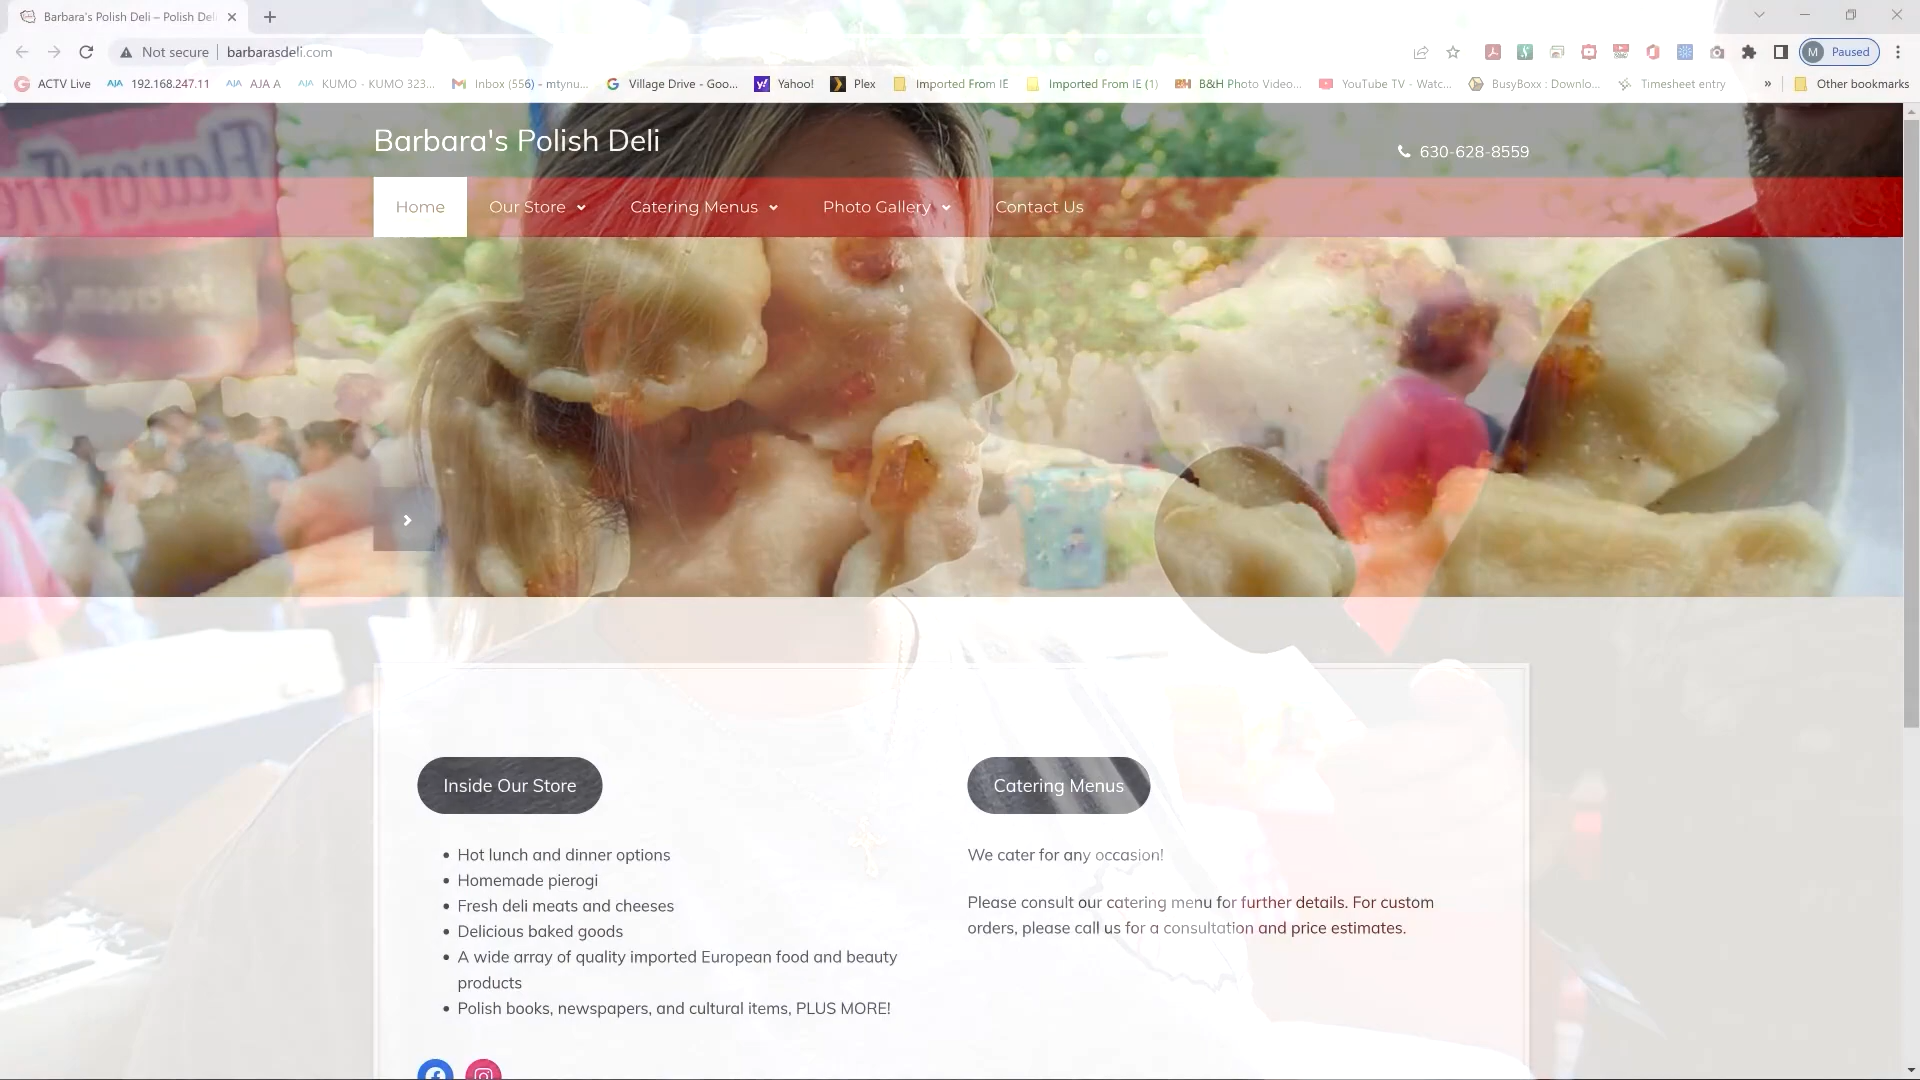 Barbara's Polish Deli – Polish Del
Not secure barbarasdeli.com
M Paused
ACTV Live AJA 192.168.247.11 AJA AJA A AJA KUMO - KUMO 323... Inbox (556) - mtynu... Village Drive - Goo... Yahoo! Plex Imported From IE Imported From IE (1) B&H Photo Video... YouTube TV - Watc... BusyBoxx : Downlo... Timesheet entry » Other bookmarks
Barbara's Polish Deli
630-628-8559
Home Our Store Catering Menus Photo Gallery Contact Us
Inside Our Store
Hot lunch and dinner options
Homemade pierogi
Fresh deli meats and cheeses
Delicious baked goods
A wide array of quality imported European food and beauty
products
Polish books, newspapers, and cultural items, PLUS MORE!
Catering Menus
We cater for any occasion!
Please consult our catering menu for further details. For custom
orders, please call us for a consultation and price estimates.